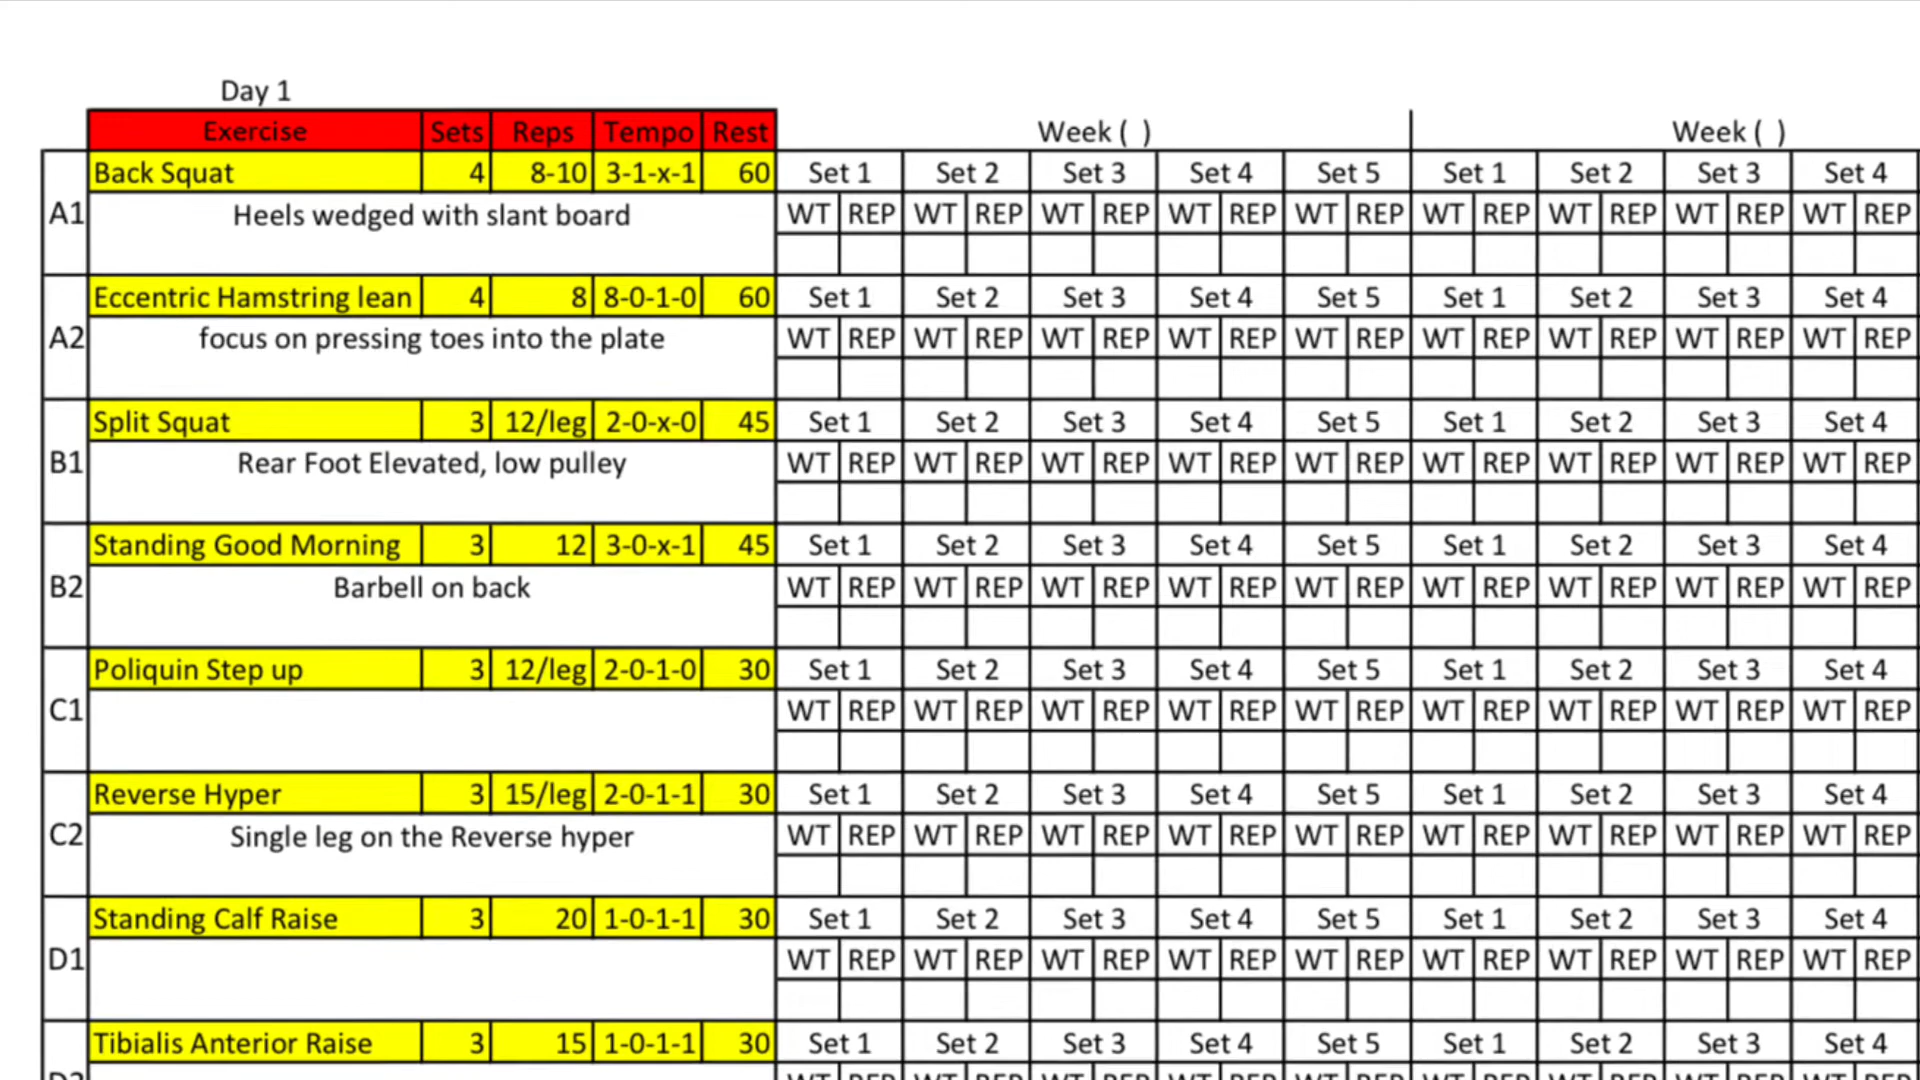 Day 1
Exercise Sets Reps Tempo Rest Week ( ) Week ( )
Back Squat 4 8-10 3-1-x-1 60 Set 1 Set 2 Set 3 Set 4 Set 5 Set 1 Set 2 Set 3 Set 4
A1 Heels wedged with slant board WT REP WT REP WT REP WT REP WT REP WT REP WT REP WT REP WT REP
Eccentric Hamstring lean 4 8 8-0-1-0 60 Set 1 Set 2 Set 3 Set 4 Set 5 Set 1 Set 2 Set 3 Set 4
A2 focus on pressing toes into the plate WT REP WT REP WT REP WT REP WT REP WT REP WT REP WT REP WT REP
Split Squat 3 12/leg 2-0-x-0 45 Set 1 Set 2 Set 3 Set 4 Set 5 Set 1 Set 2 Set 3 Set 4
B1 Rear Foot Elevated, low pulley WT REP WT REP WT REP WT REP WT REP WT REP WT REP WT REP WT REP
Standing Good Morning 3 12 3-0-x-1 45 Set 1 Set 2 Set 3 Set 4 Set 5 Set 1 Set 2 Set 3 Set 4
B2 Barbell on back WT REP WT REP WT REP WT REP WT REP WT REP WT REP WT REP WT REP
Poliquin Step up 3 12/leg 2-0-1-0 30 Set 1 Set 2 Set 3 Set 4 Set 5 Set 1 Set 2 Set 3 Set 4
C1 WT REP WT REP WT REP WT REP WT REP WT REP WT REP WT REP WT REP
Reverse Hyper 3 15/leg 2-0-1-1 30 Set 1 Set 2 Set 3 Set 4 Set 5 Set 1 Set 2 Set 3 Set 4
C2 Single leg on the Reverse hyper WT REP WT REP WT REP WT REP WT REP WT REP WT REP WT REP WT REP
Standing Calf Raise 3 20 1-0-1-1 30 Set 1 Set 2 Set 3 Set 4 Set 5 Set 1 Set 2 Set 3 Set 4
D1 WT REP WT REP WT REP WT REP WT REP WT REP WT REP WT REP WT REP
Tibialis Anterior Raise 3 15 1-0-1-1 30 Set 1 Set 2 Set 3 Set 4 Set 5 Set 1 Set 2 Set 3 Set 4